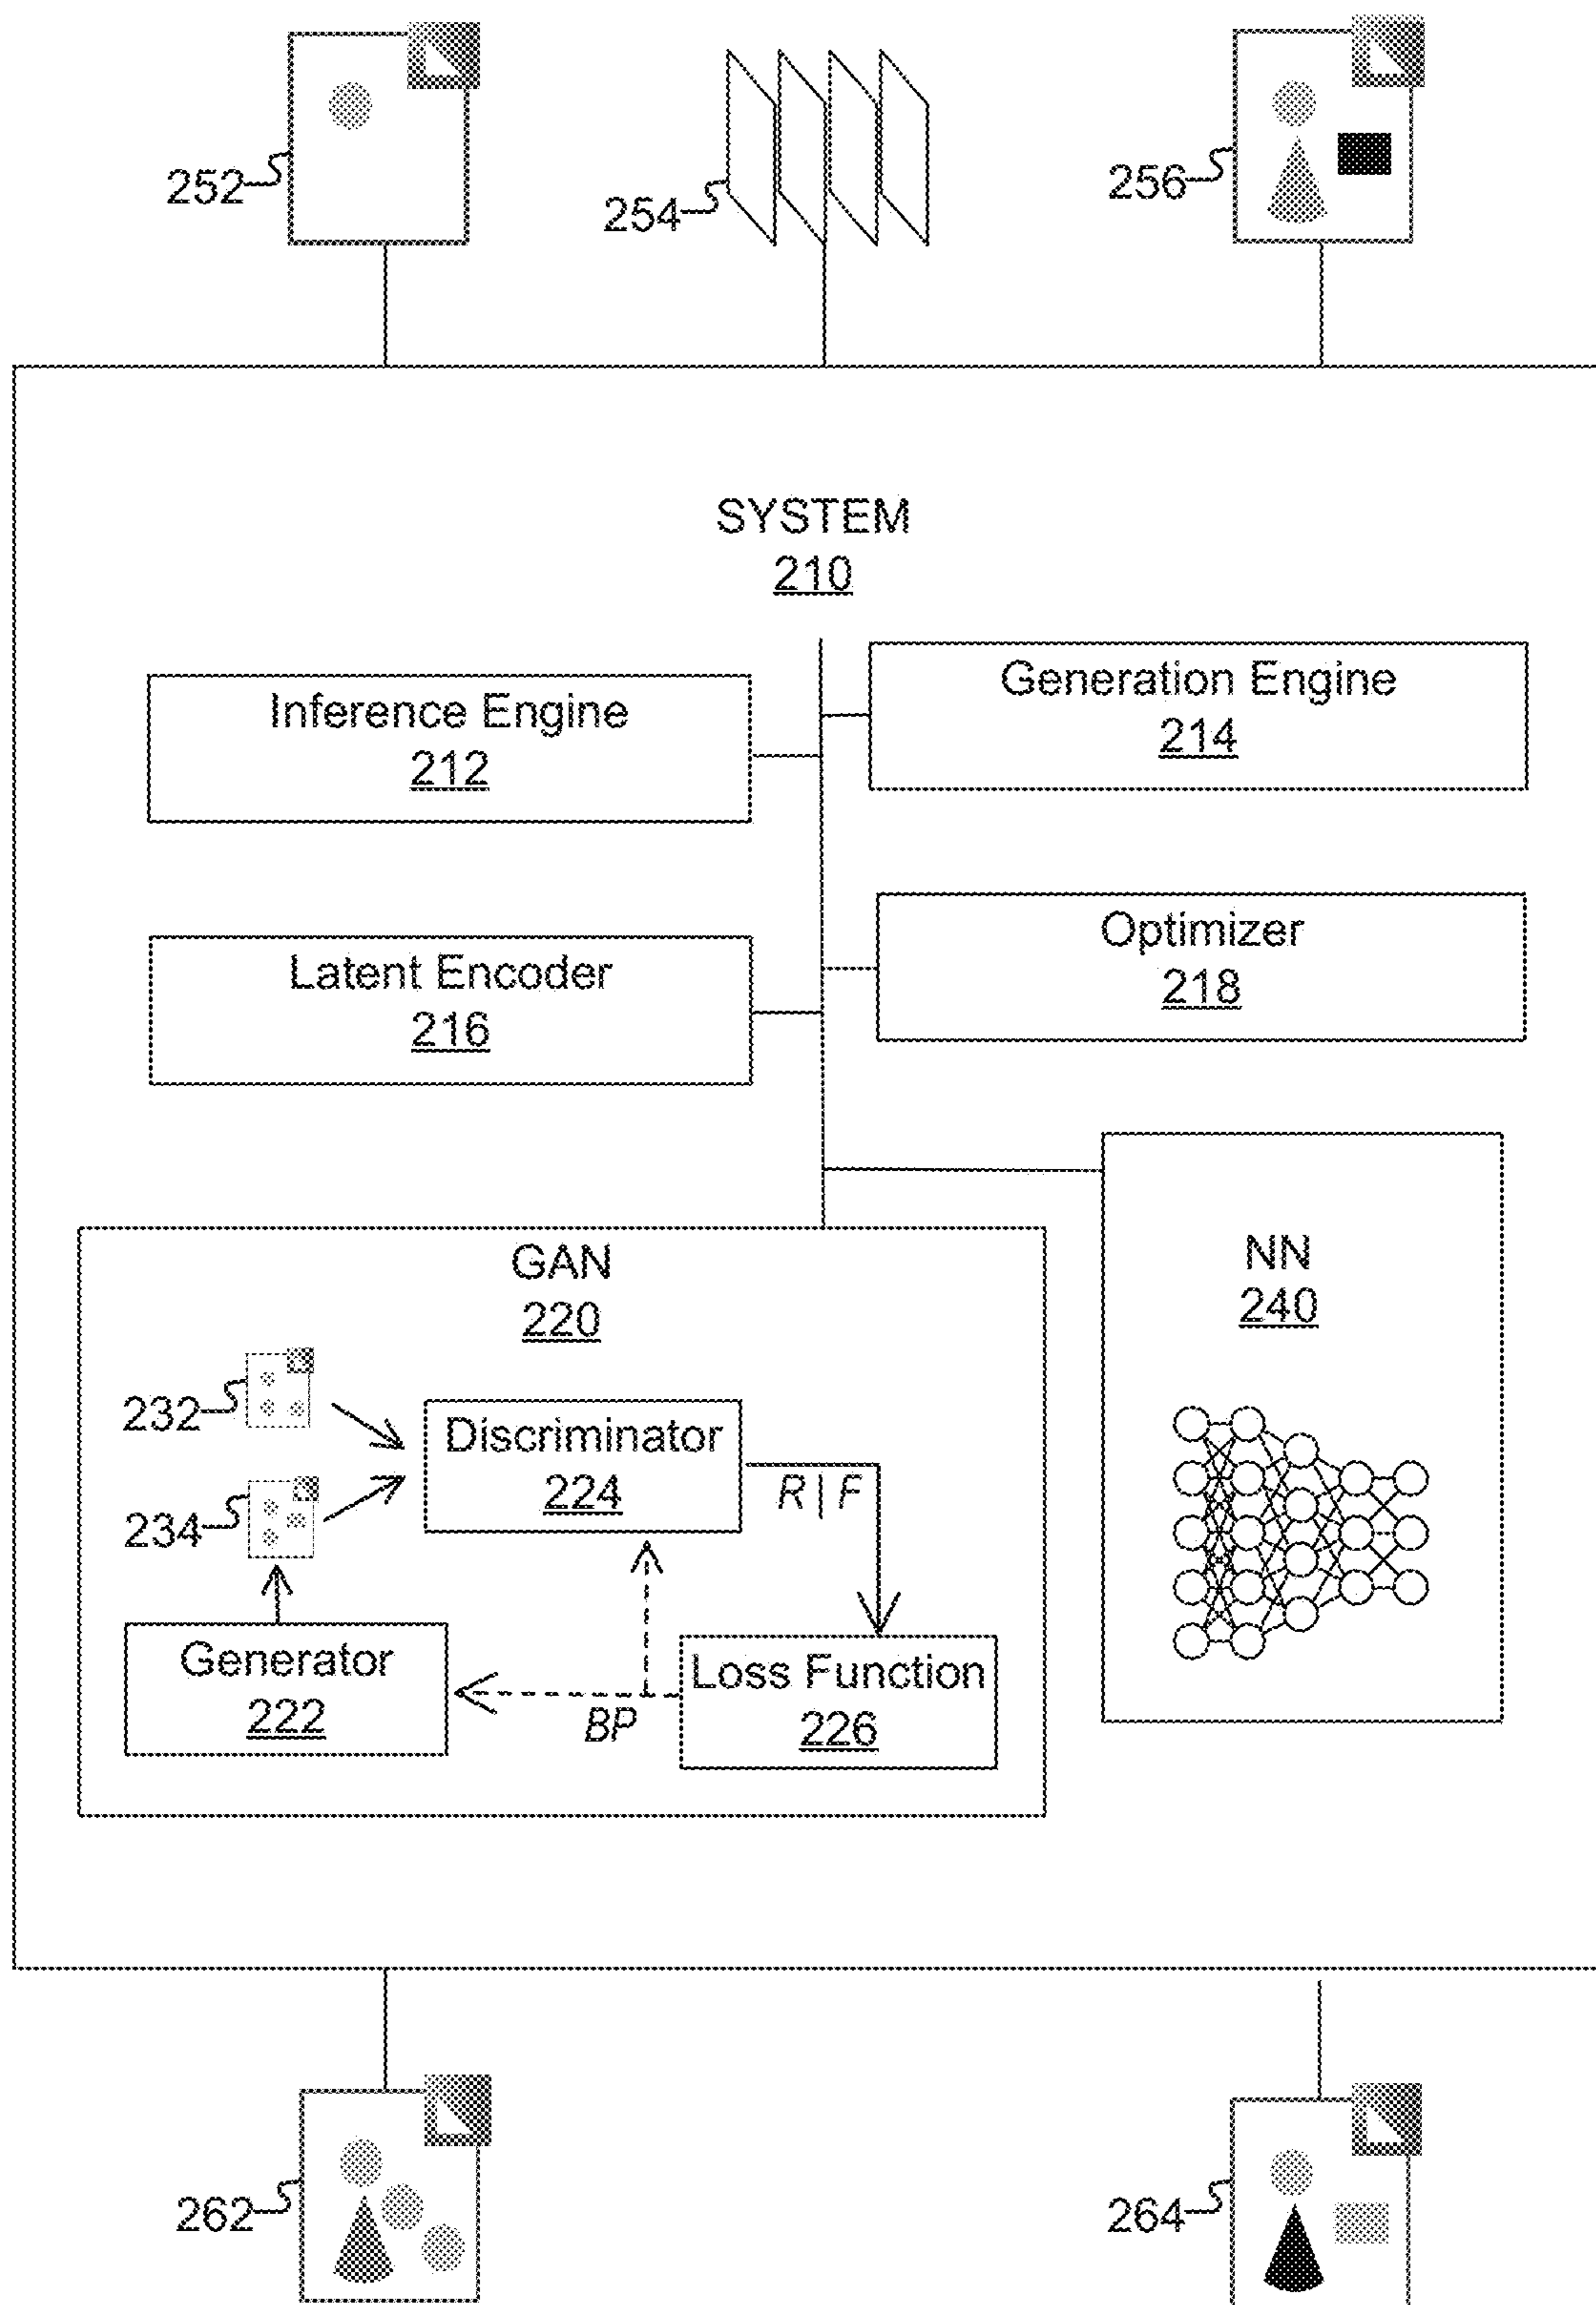 252
254
256
SYSTEM
210
Inference Engine
212
Generation Engine
214
Latent Encoder
216
Optimizer
218
GAN
220
232
234
Discriminator
224
R | F
Generator
222
BP
Loss Function
226
NN
240
262
264